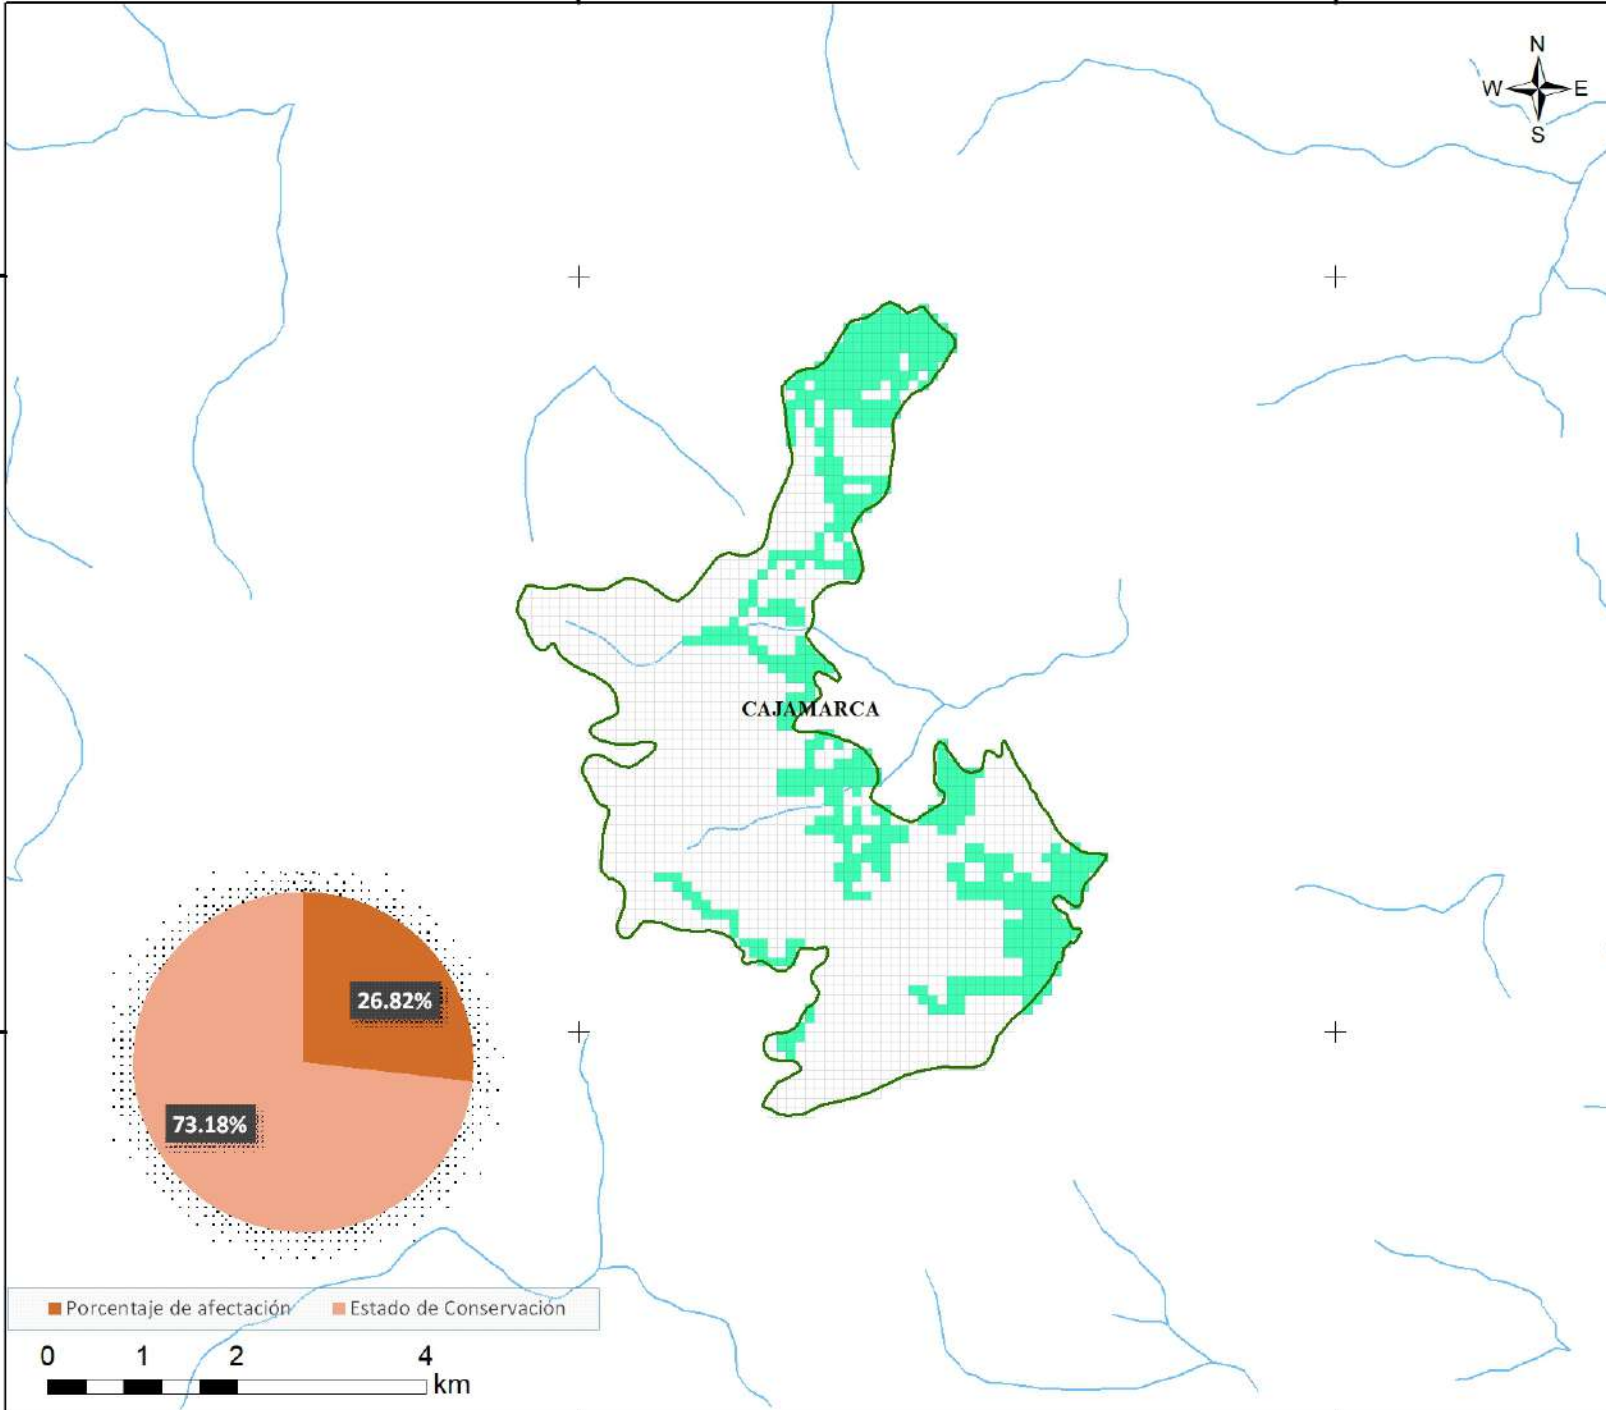 N
W E
S
CAJAMARCA
26.82%
73.18%
Porcentaje de afectación Estado de Conservación
0 1 2 4
km